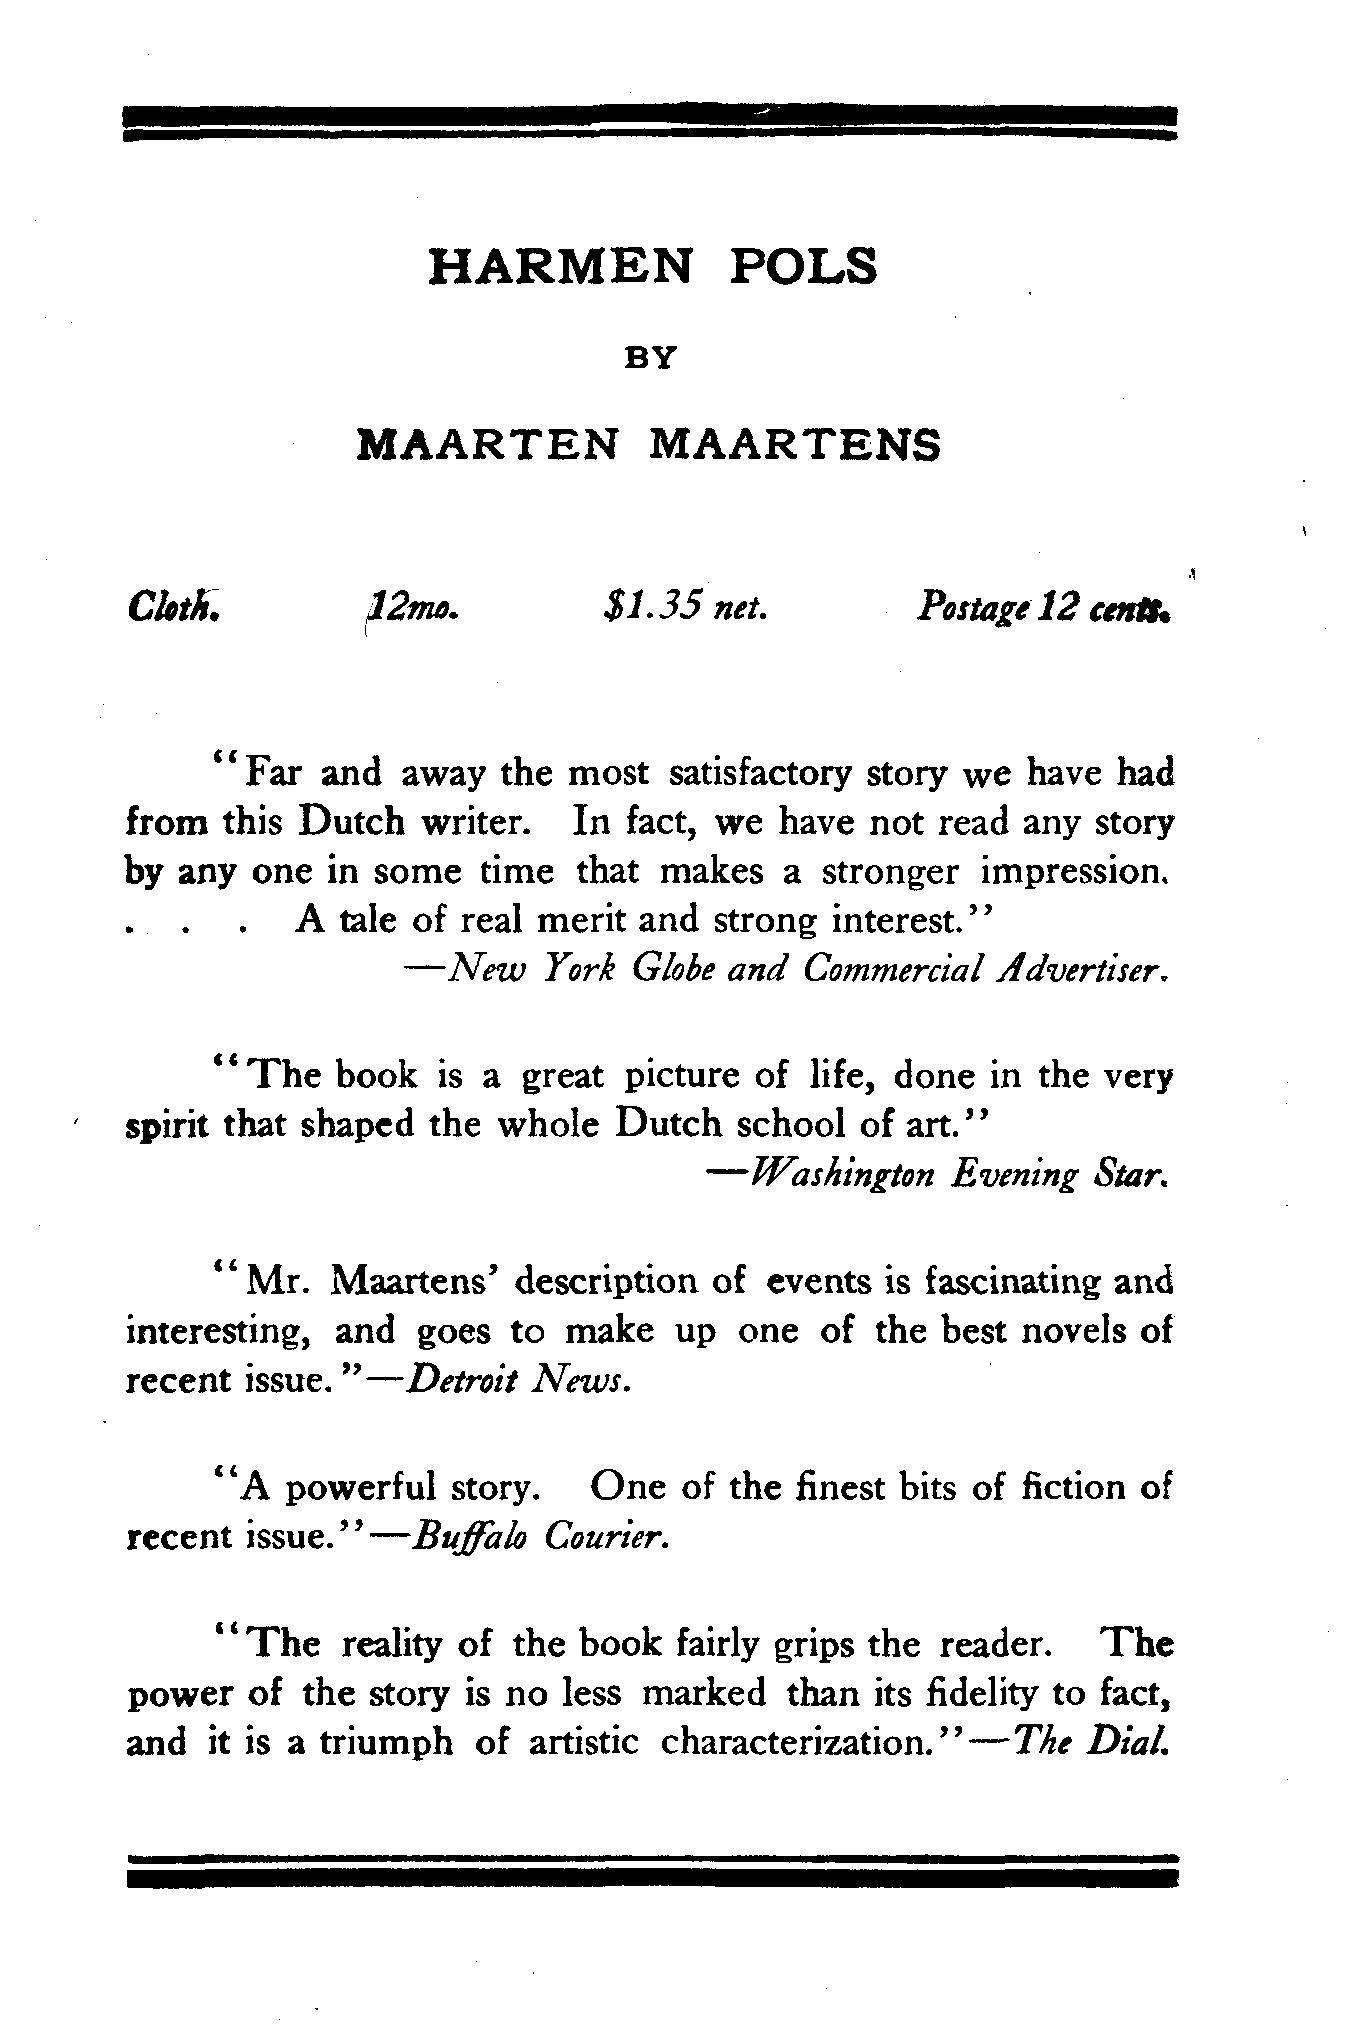 HARMEN POLS
BY
MAARTEN MAARTENS
Cloth. 12mo. $1.35 net. Postage 12 cents.
"Far and away the most satisfactory story we have had
from this Dutch writer. In fact, we have not read any story
by any one in some time that makes a stronger impression.
. . . A tale of real merit and strong interest."
—New York Globe and Commercial Advertiser.
"The book is a great picture of life, done in the very
spirit that shaped the whole Dutch school of art."
—Washington Evening Star.
"Mr. Maartens' description of events is fascinating and
interesting, and goes to make up one of the best novels of
recent issue."—Detroit News.
"A powerful story. One of the finest bits of fiction of
recent issue."—Buffalo Courier.
"The reality of the book fairly grips the reader. The
power of the story is no less marked than its fidelity to fact,
and it is a triumph of artistic characterization."—The Dial.